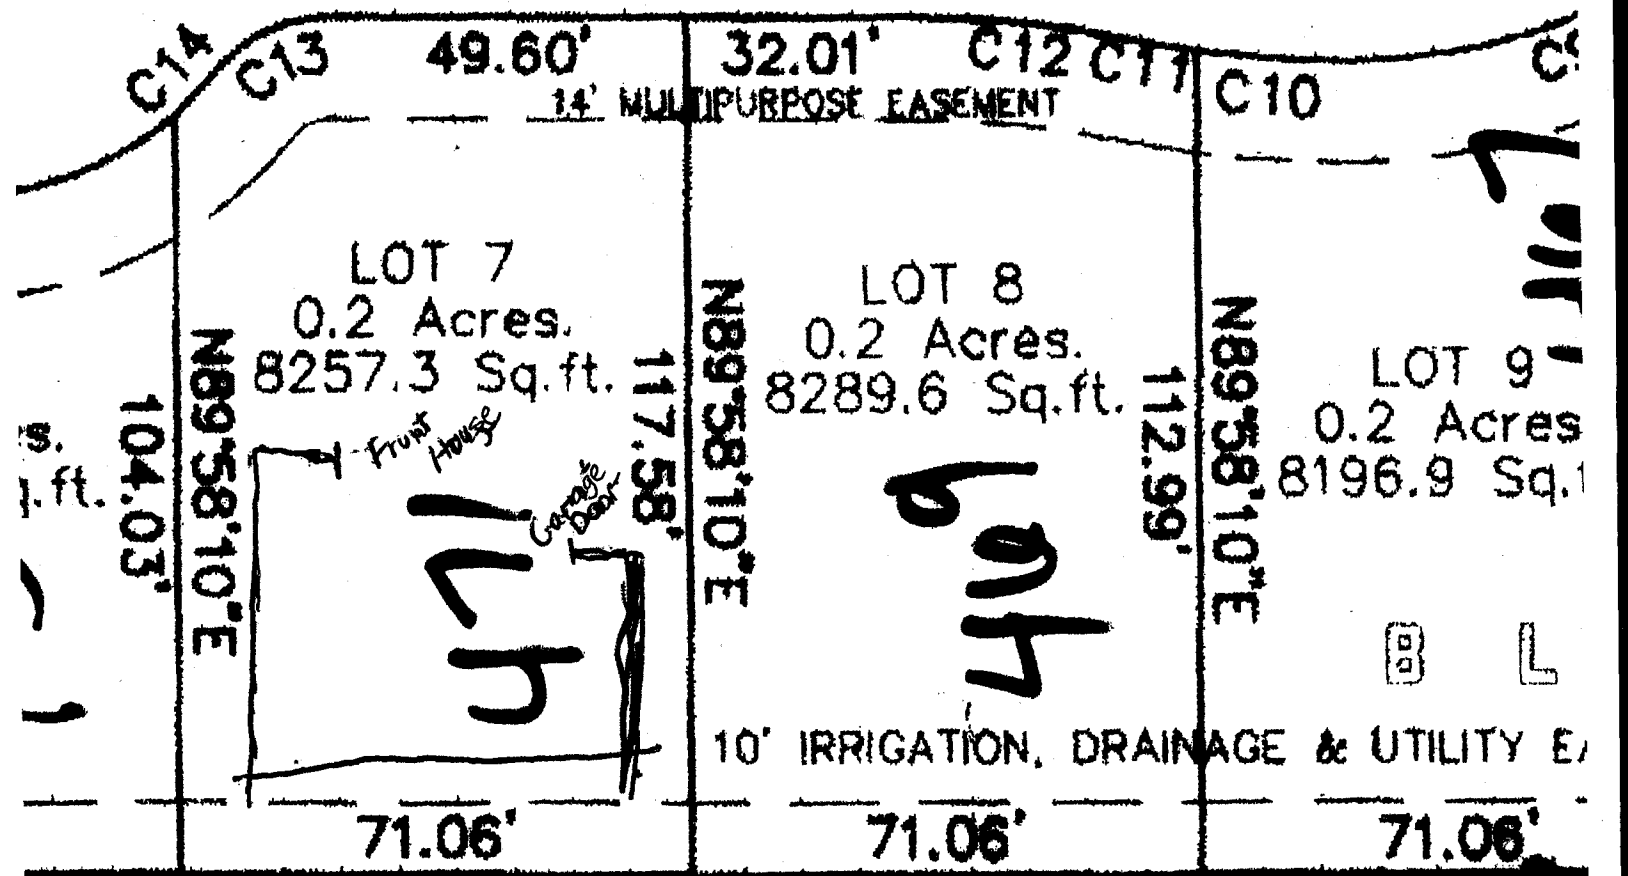 C14 C13 49.60' 32.01' C12 C11 C10
14' MULTIPURPOSE EASEMENT
LOT 7
0.2 Acres.
8257.3 Sq.ft.
LOT 8
0.2 Acres.
8289.6 Sq.ft.
LOT 9
0.2 Acres
8196.9 Sq.
s.
.ft.
104.03'
N89°58'10"E
117.58'
N89°58'10"E
112.99'
N89°58'10"E
Front
House
Garage
Door
B L
10' IRRIGATION, DRAINAGE & UTILITY
71.06' 71.06' 71.06'